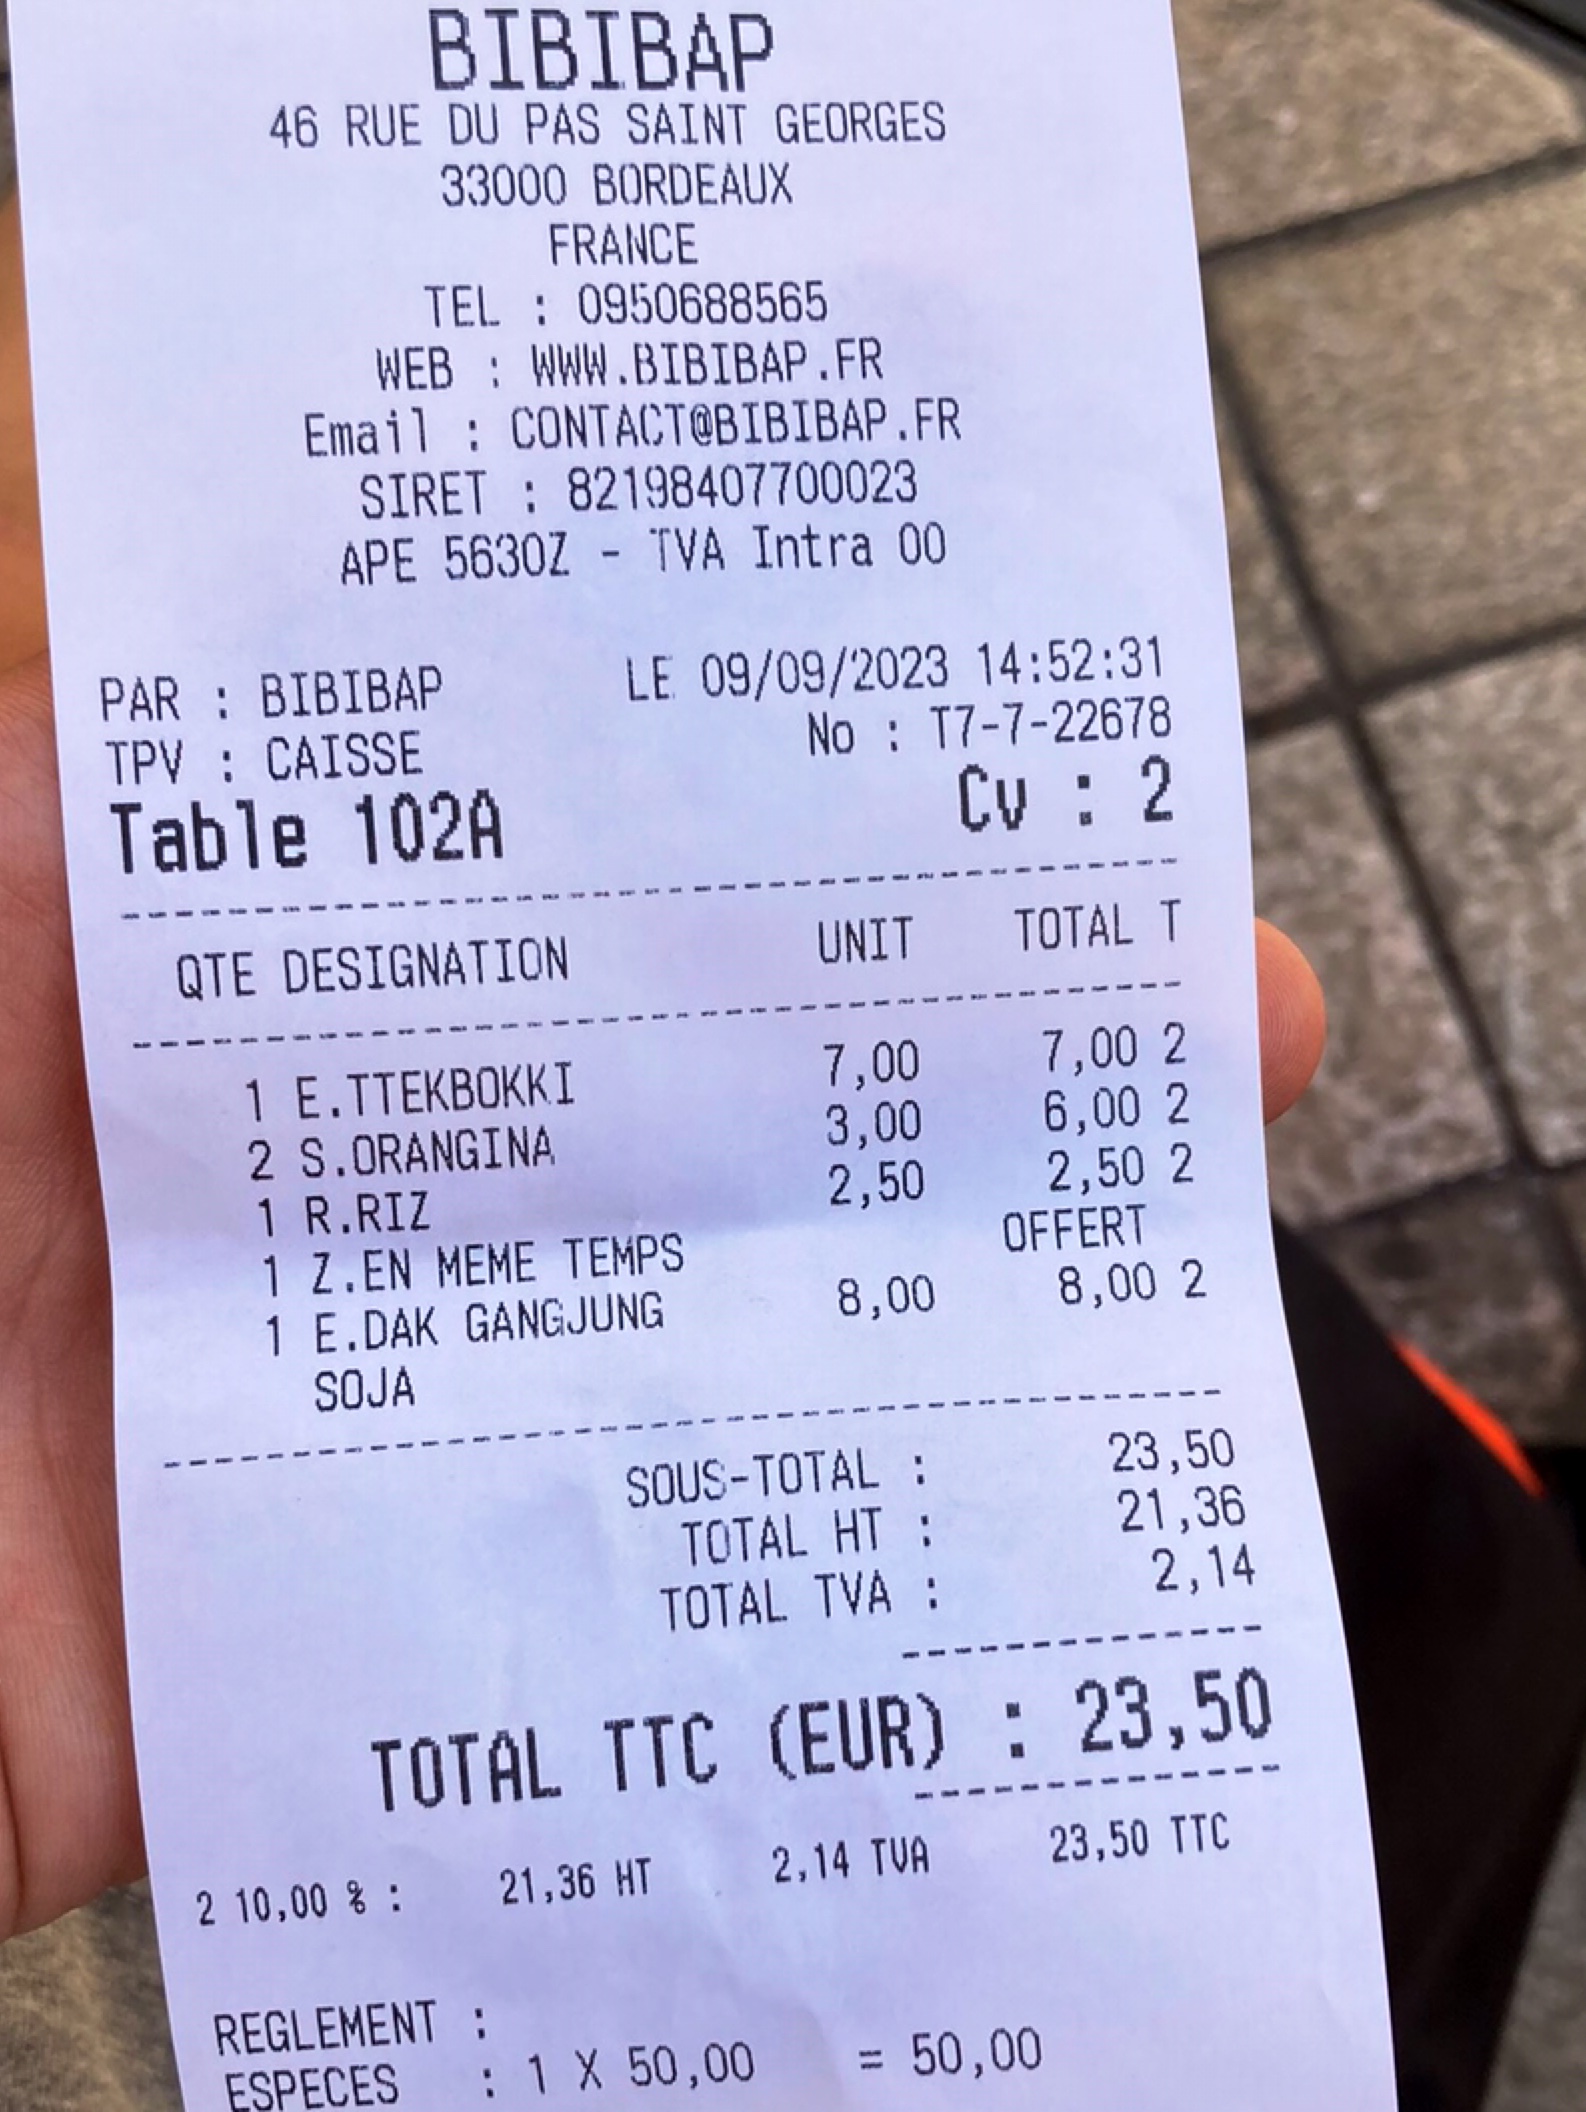 BIBIBAP
46 RUE DU PAS SAINT GEORGES
33000 BORDEAUX
FRANCE
TEL : 0950688565
WEB : WWW.BIBIBAP.FR
Email : CONTACT@BIBIBAP.FR
SIRET : 82198407700023
APE 5630Z - TVA Intra 00
PAR : BIBIBAP LE 09/09/2023 14:52:31
TPV : CAISSE No : T7-7-22678
Table 102A Cv : 2
QTE DESIGNATION UNIT TOTAL T
1 E.TTEKBOKKI 7,00 7,00 2
2 S.ORANGINA 3,00 6,00 2
1 R.RIZ 2,50 2,50 2
1 Z.EN MEME TEMPS OFFERT
1 E.DAK GANGJUNG 8,00 8,00 2
SOJA
SOUS-TOTAL : 23,50
TOTAL HT : 21,36
TOTAL TVA : 2,14
TOTAL TTC (EUR) : 23,50
2 10,00 % : 21,36 HT 2,14 TVA 23,50 TTC
REGLEMENT :
ESPECES : 1 X 50,00 = 50,00